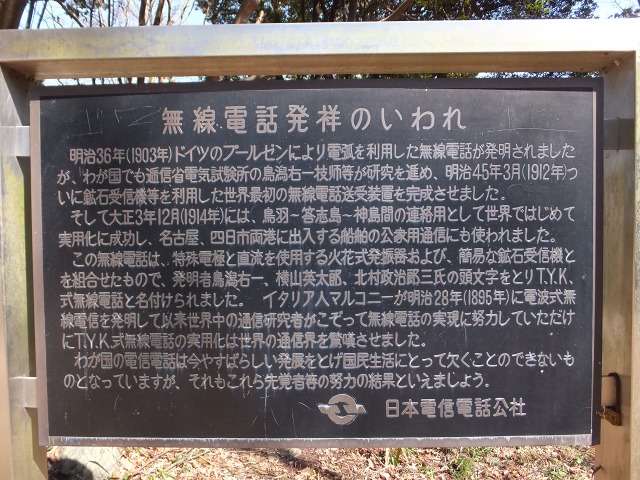 無線電話発祥のいわれ
明治36年(1903年)ドイツのプールゼンにより電弧を利用した無線電話が発明されました
が、わが国でも逓信省電気試験所の鳥潟右一技師等が研究を進め、明治45年3月(1912年)つ
いに鉱石受信機等を利用した世界最初の無線電話送受装置を完成させました。
そして大正3年12月(1914年)には、鳥羽〜答志島〜神島間の連絡用として世界ではじめて
実用化に成功し、名古屋、四日市両港に出入する船舶の公衆用通信にも使われました。
この無線電話は、特殊電極と直流を使用する火花式発振器および、簡易な鉱石受信機と
を組合せたもので、発明者鳥潟右一、横山英太郎、北村政治郎三氏の頭文字をとりT.Y.K.
式無線電話と名付けられました。イタリア人マルコニーが明治28年(1895年)に電波式無
線電信を発明して以来世界中の通信研究者がこぞって無線電話の実現に努力していただけ
にT.Y.K.式無線電話の実用化は世界の通信界を驚嘆させました。
わが国の電信電話は今やすばらしい発展をとげ国民生活にとって欠くことのできないも
のとなっていますが、それもこれら先覚者等の努力の結果といえましょう。
日本電信電話公社